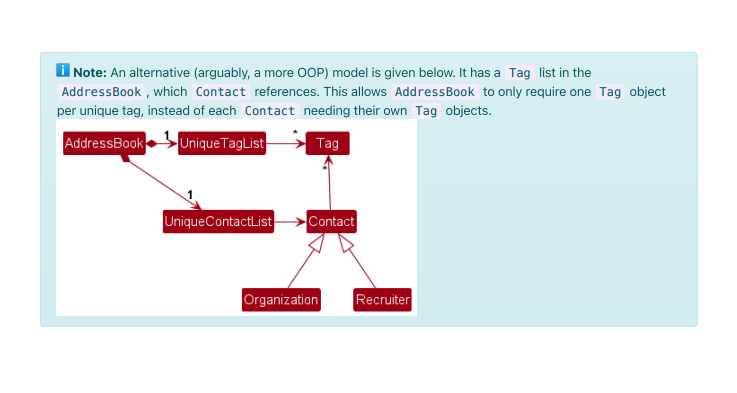 i Note: An alternative (arguably, a more OOP) model is given below. It has a Tag list in the
AddressBook , which Contact references. This allows AddressBook to only require one Tag object
per unique tag, instead of each Contact needing their own Tag objects.
AddressBook 1 UniqueTagList * Tag
*
1
UniqueContactList Contact
Organization Recruiter